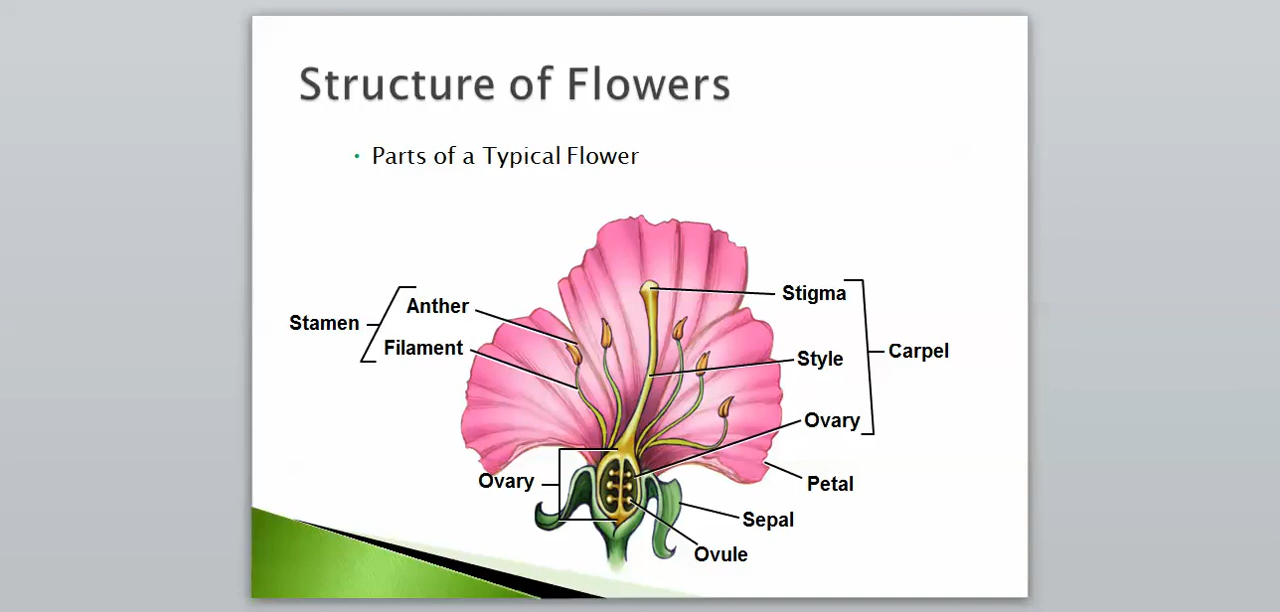 Structure of Flowers
• Parts of a Typical Flower
Stigma
Anther
Stamen
Filament
Carpel
Style
Ovary
Ovary
Petal
Sepal
Ovule